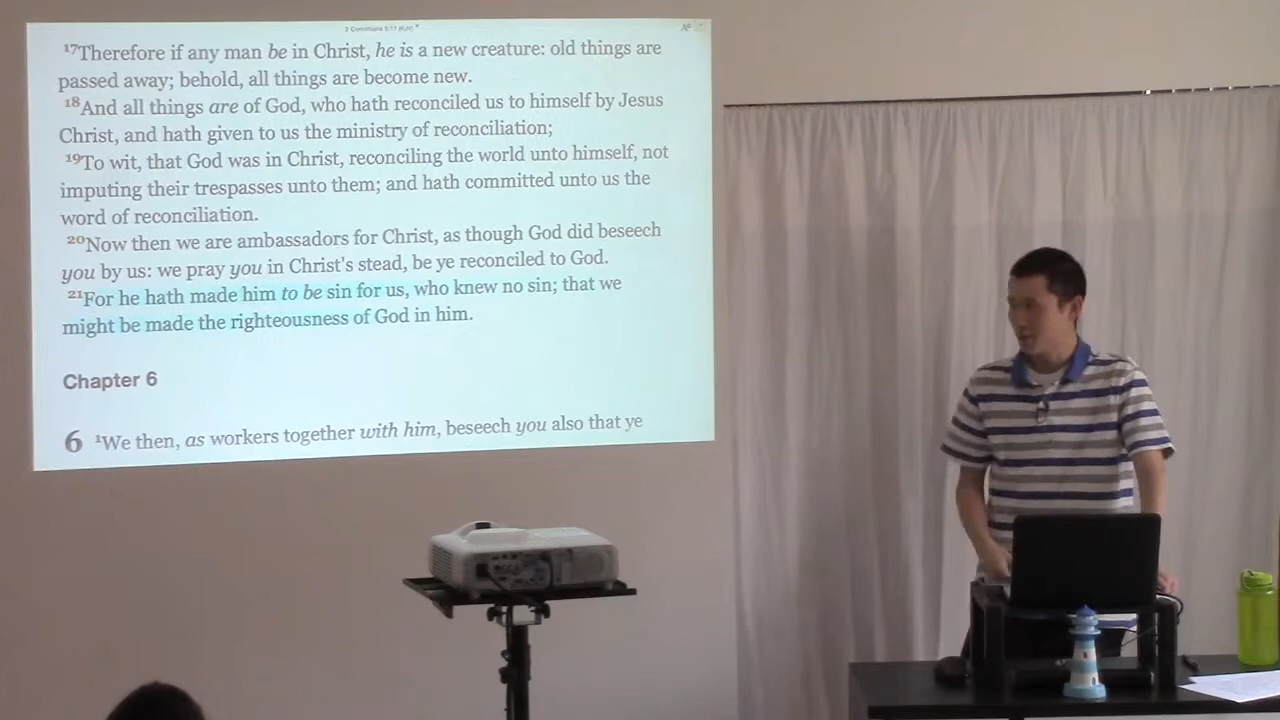 2 Corinthians 5:17 (KJV)
17Therefore if any man be in Christ, he is a new creature: old things are
passed away; behold, all things are become new.
18And all things are of God, who hath reconciled us to himself by Jesus
Christ, and hath given to us the ministry of reconciliation;
19To wit, that God was in Christ, reconciling the world unto himself, not
imputing their trespasses unto them; and hath committed unto us the
word of reconciliation.
20Now then we are ambassadors for Christ, as though God did beseech
you by us: we pray you in Christ's stead, be ye reconciled to God.
21For he hath made him to be sin for us, who knew no sin; that we
might be made the righteousness of God in him.
Chapter 6
6 1We then, as workers together with him, beseech you also that ye